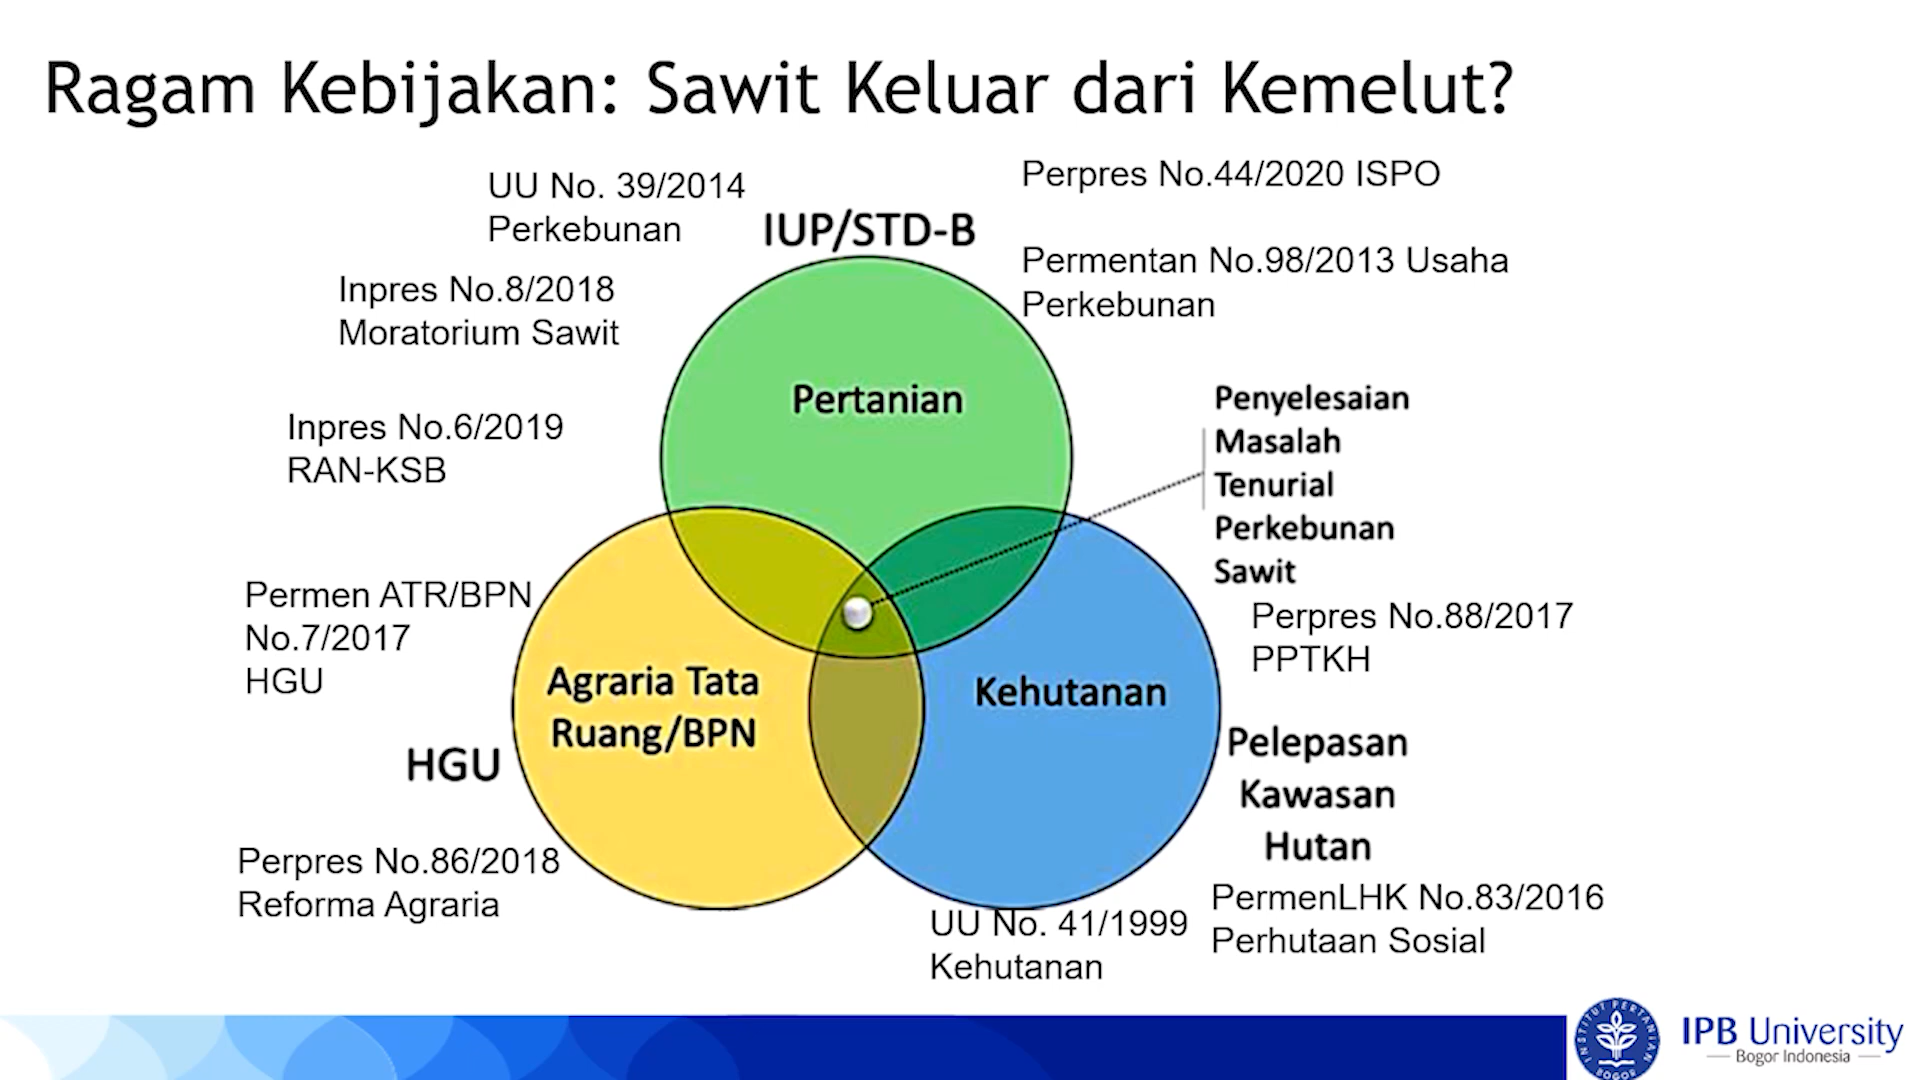 Ragam Kebijakan: Sawit Keluar dari Kemelut?
UU No. 39/2014
Perkebunan
IUP/STD-B
Perpres No.44/2020 ISPO
Permentan No.98/2013 Usaha
Perkebunan
Inpres No.8/2018
Moratorium Sawit
Inpres No.6/2019
RAN-KSB
Pertanian
Penyelesaian
Masalah
Tenurial
Perkebunan
Sawit
Perpres No.88/2017
PPTKH
Permen ATR/BPN
No.7/2017
HGU
Agraria Tata
Ruang/BPN
Kehutanan
HGU
Pelepasan
Kawasan
Hutan
Perpres No.86/2018
Reforma Agraria
UU No. 41/1999
Kehutanan
PermenLHK No.83/2016
Perhutaan Sosial
INSTITUT PERTANIAN
BOGOR
IPB University
Bogor Indonesia